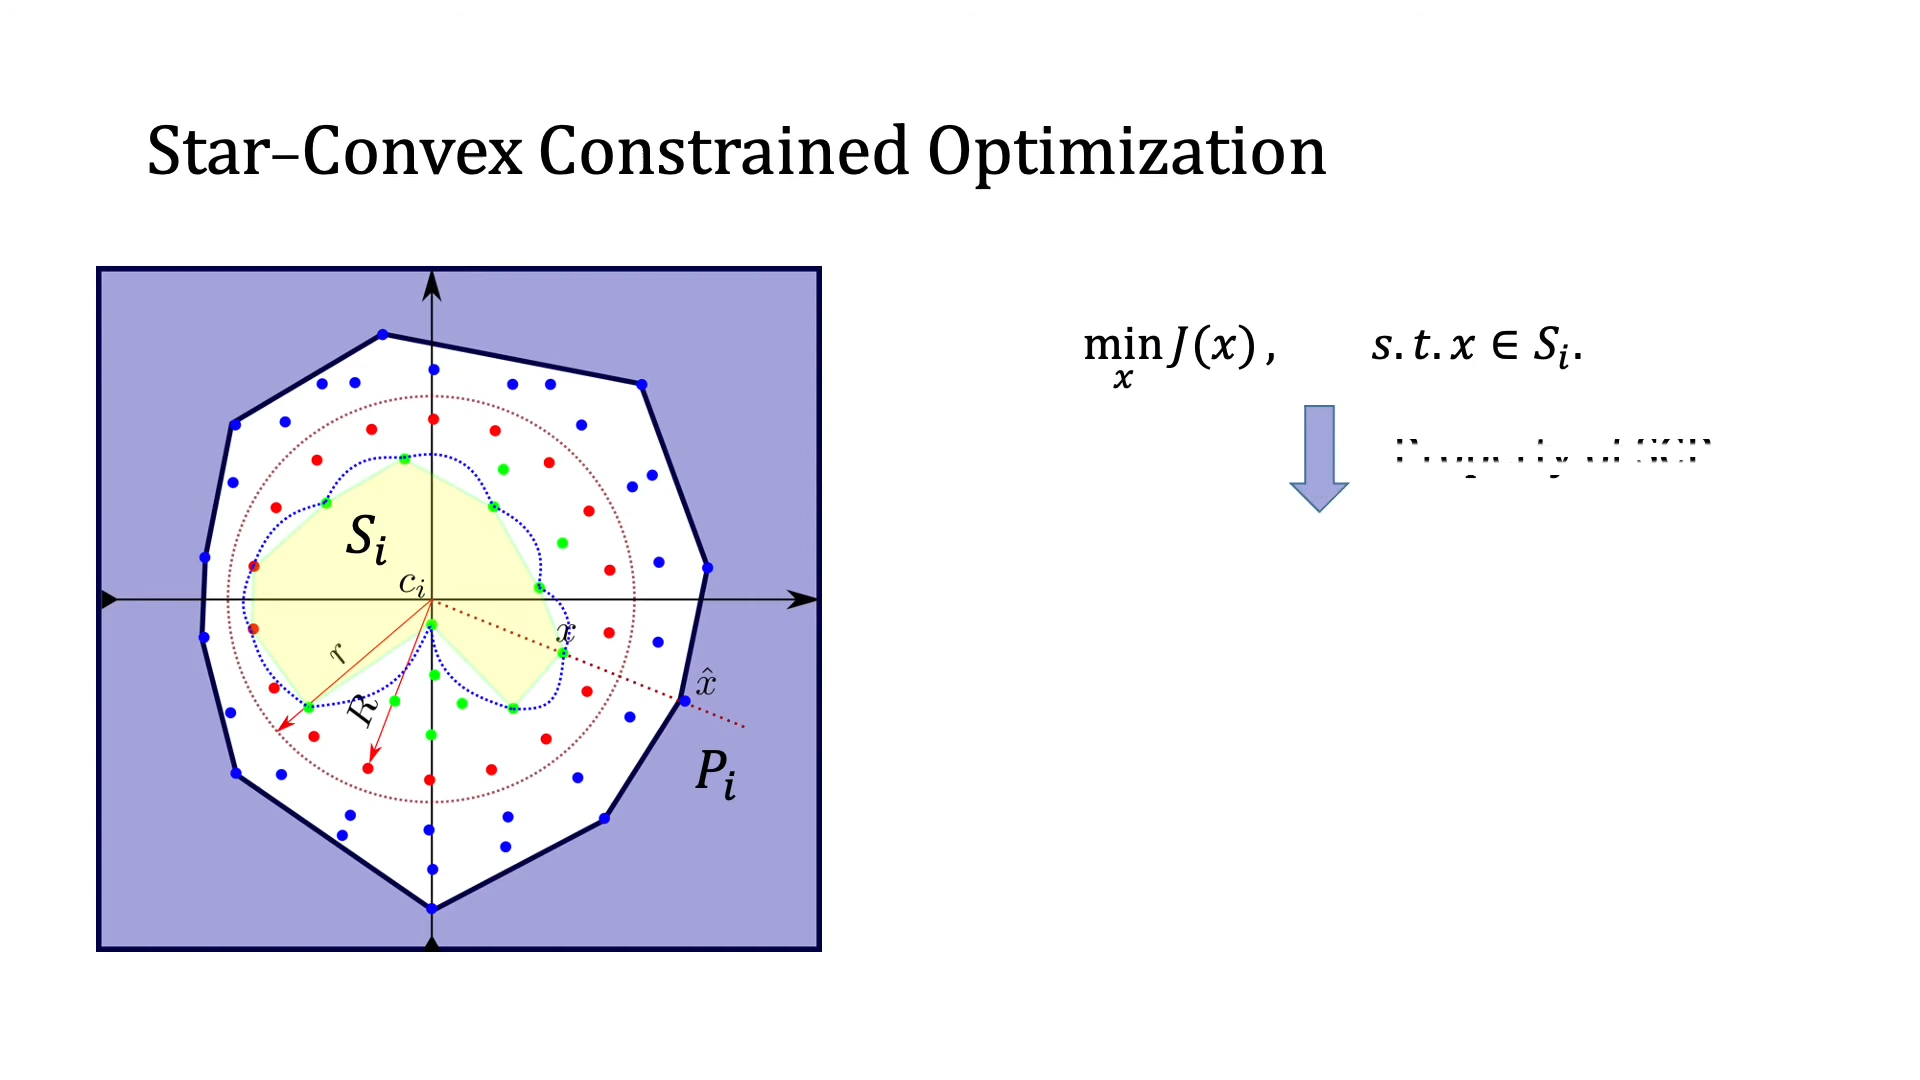 Star–Convex Constrained Optimization
min J(x) , s.t. x ∈ Sᵢ.
x
Sᵢ
cᵢ
r
x
R
x̂
Pᵢ